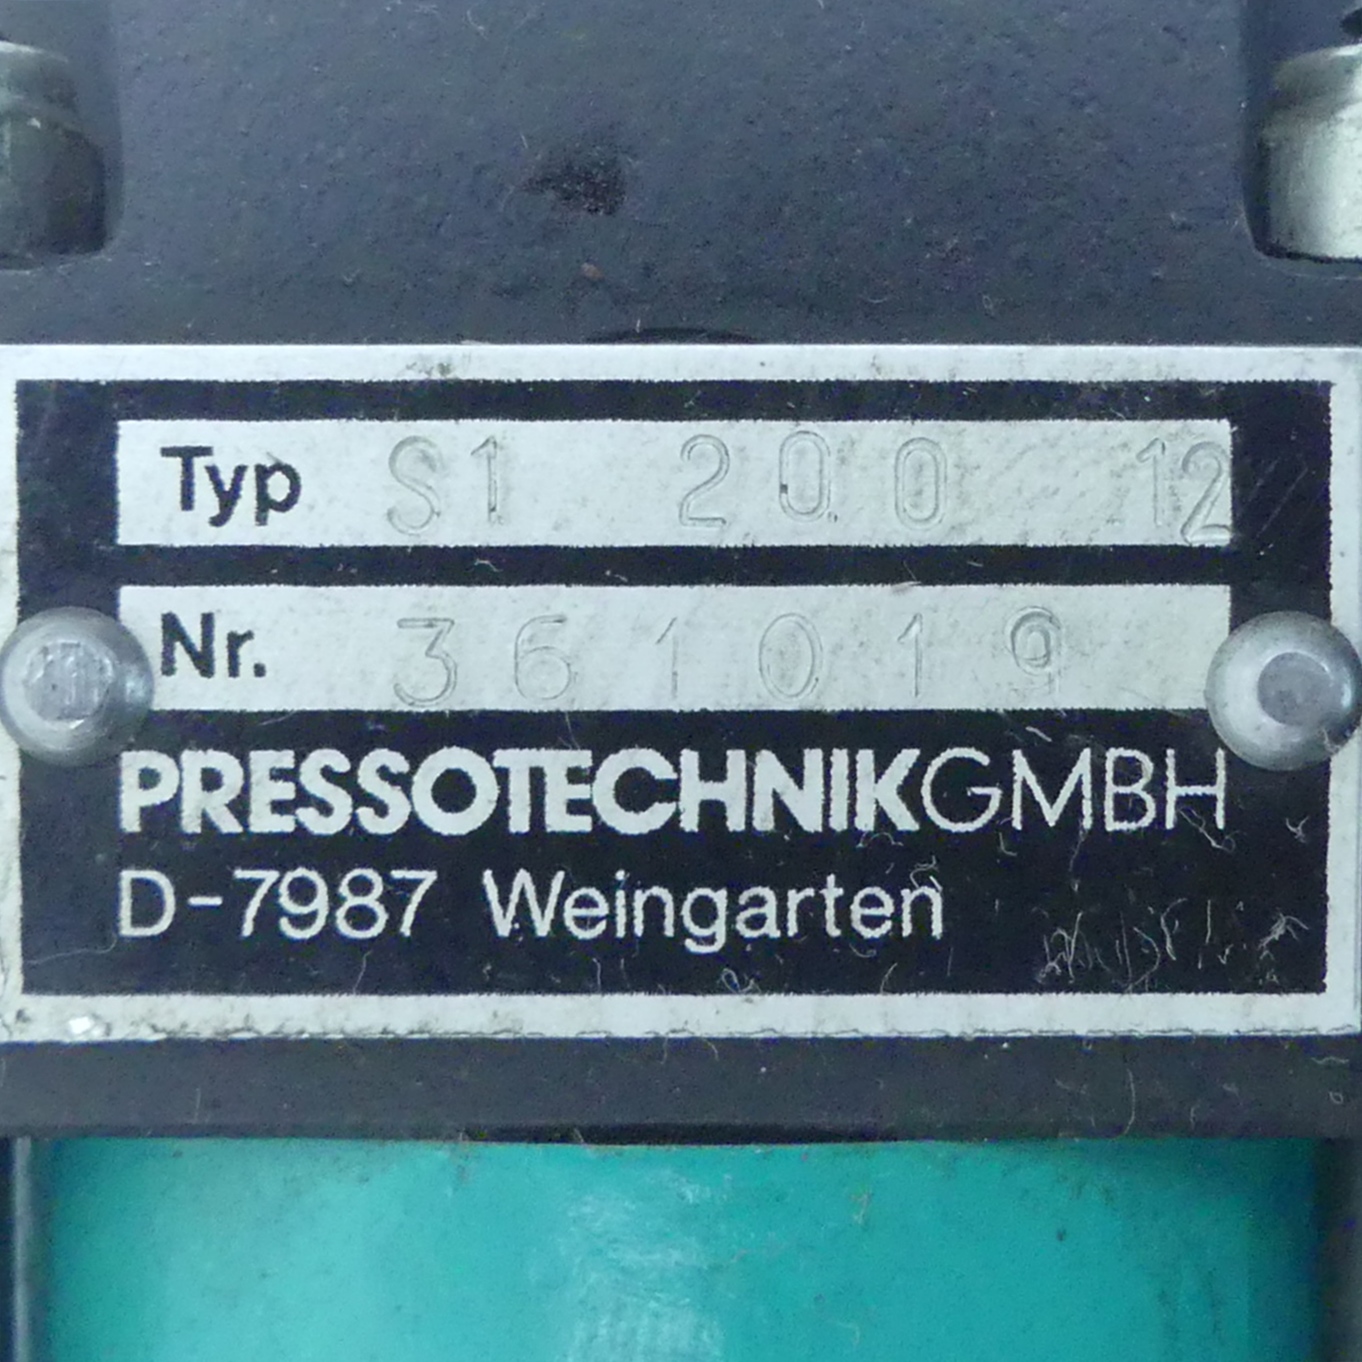 Typ S1 200 12
Nr. 361019
PRESSOTECHNIKGMBH
D-7987 Weingarten